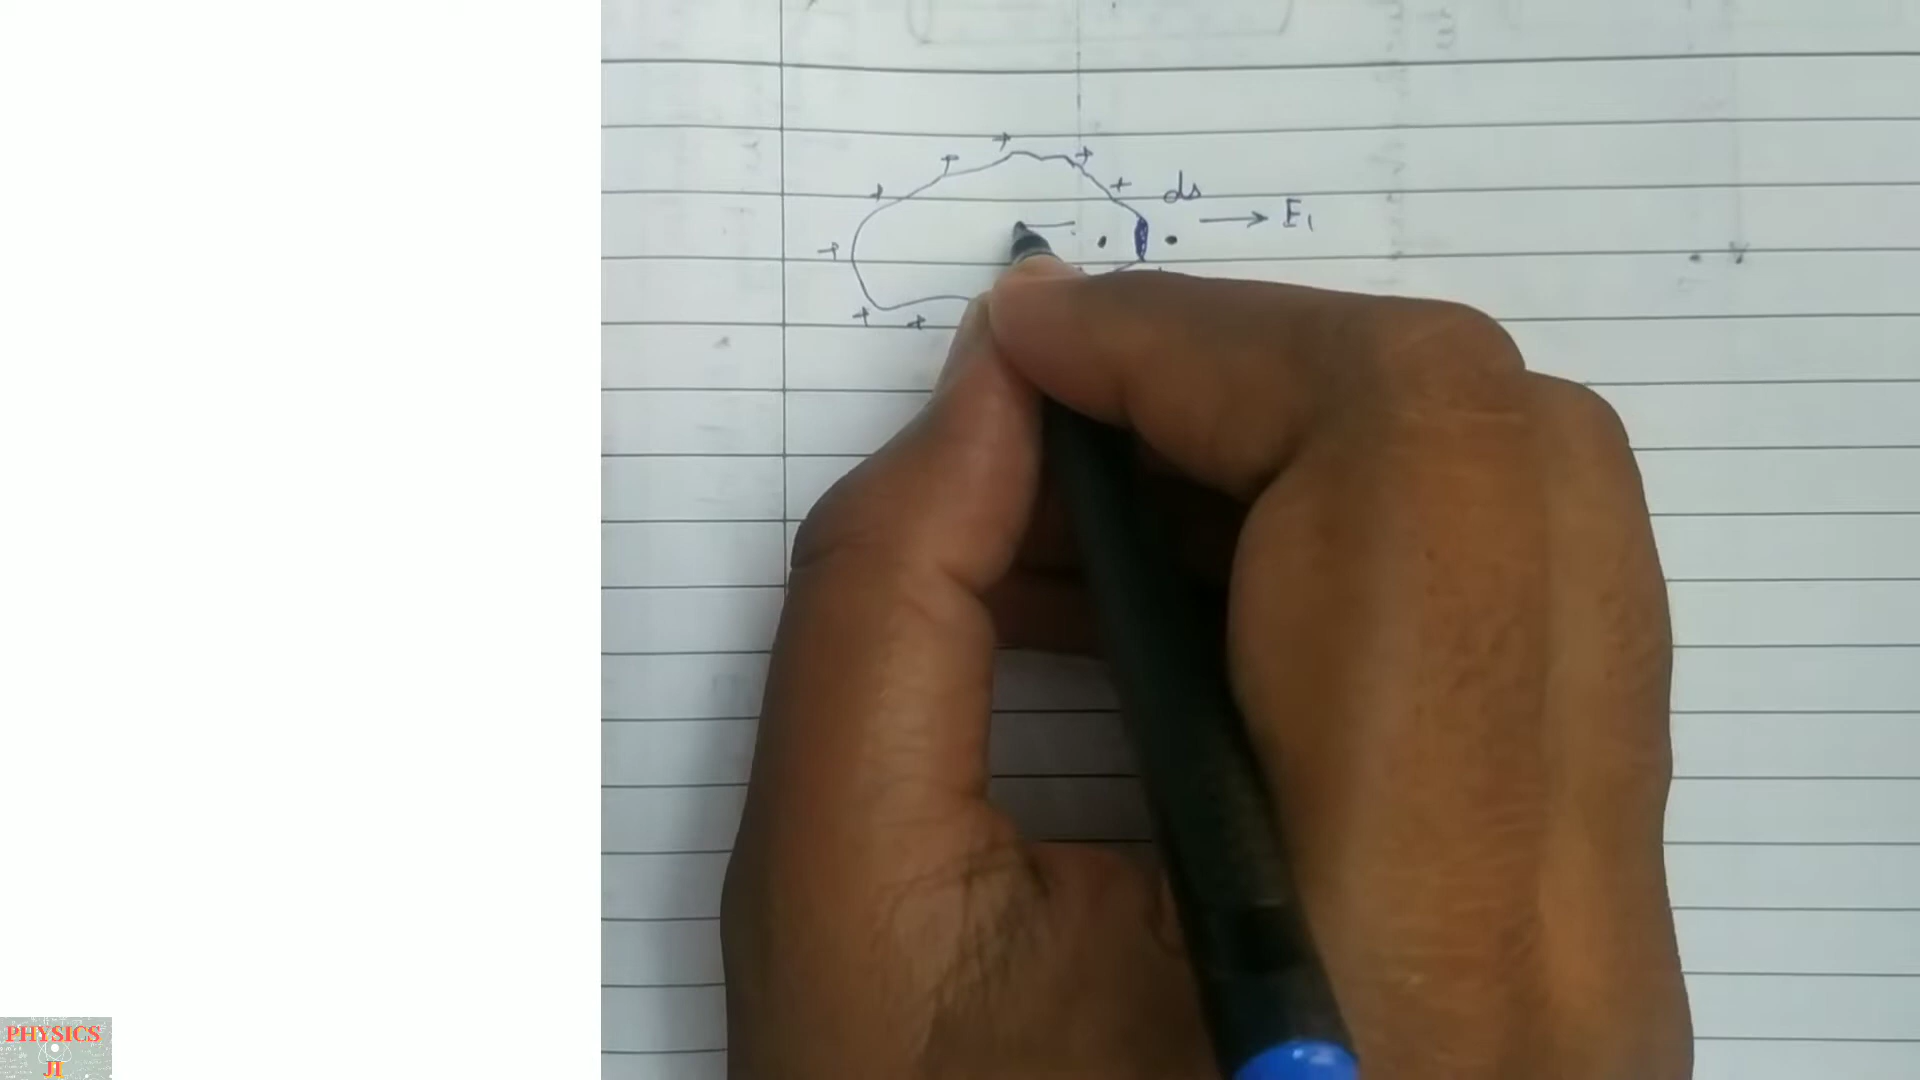 + + + + +
ds
E₁
+
+ +
PHYSICS
JI